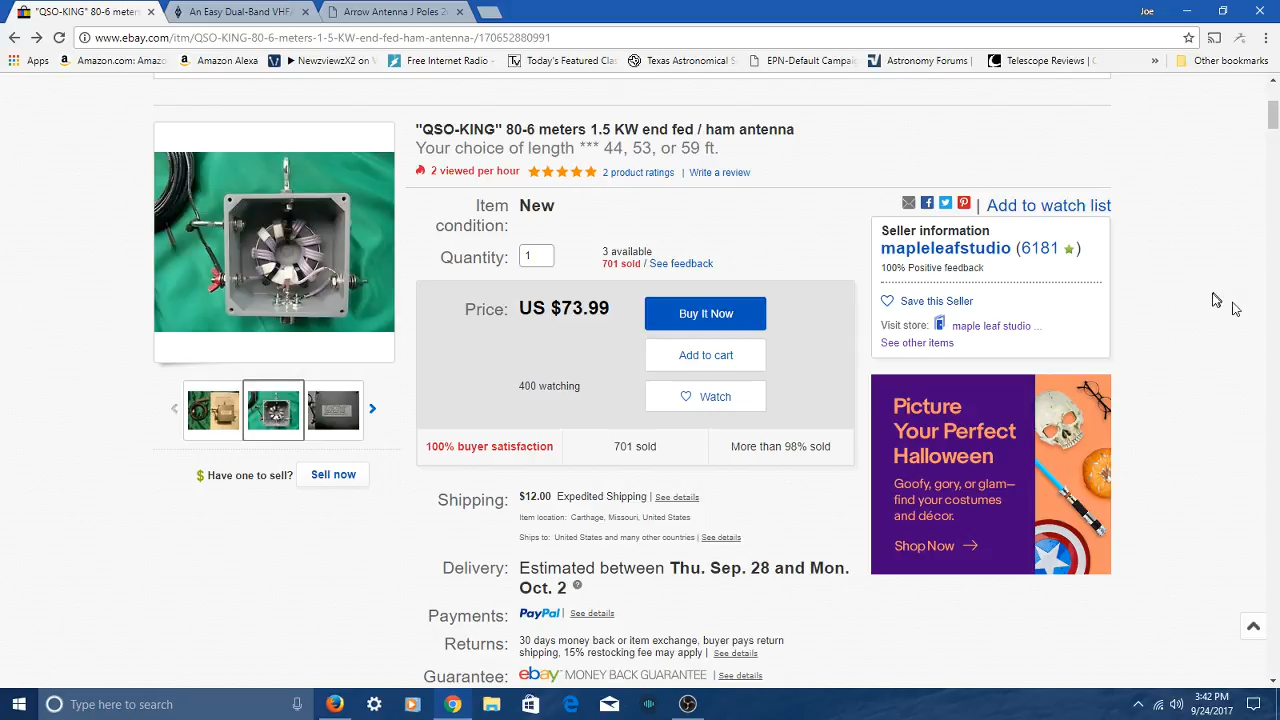 "QSO-KING" 80-6 meters
An Easy Dual-Band VHF/
Arrow Antenna J Poles 2
Joe
www.ebay.com/itm/QSO-KING-80-6-meters-1-5-KW-end-fed-ham-antenna-/170652880991
Apps
Amazon.com: Amazo
Amazon Alexa
▶ NewviewX2 on V
Free Internet Radio -
Today's Featured Cla
Texas Astronomical S
EPN-Default Campaig
Astronomy Forums |
Telescope Reviews | C
»
Other bookmarks
"QSO-KING" 80-6 meters 1.5 KW end fed / ham antenna
Your choice of length *** 44, 53, or 59 ft.
2 viewed per hour
2 product ratings | Write a review
Item condition:
New
| Add to watch list
Quantity:
1
3 available
701 sold / See feedback
Seller information
mapleleafstudio (6181 )
100% Positive feedback
Save this Seller
Visit store: maple leaf studio ...
See other items
Price:
US $73.99
Buy It Now
Add to cart
400 watching
Watch
100% buyer satisfaction
701 sold
More than 98% sold
$ Have one to sell?
Sell now
Picture
Your Perfect
Halloween
Goofy, gory, or glam—
find your costumes
and décor.
Shop Now
Shipping:
$12.00 Expedited Shipping | See details
Item location: Carthage, Missouri, United States
Ships to: United States and many other countries | See details
Delivery:
Estimated between Thu. Sep. 28 and Mon.
Oct. 2
Payments:
PayPal | See details
Returns:
30 days money back or item exchange, buyer pays return
shipping, 15% restocking fee may apply | See details
Guarantee:
ebay MONEY BACK GUARANTEE | See details
Type here to search
3:42 PM
9/24/2017